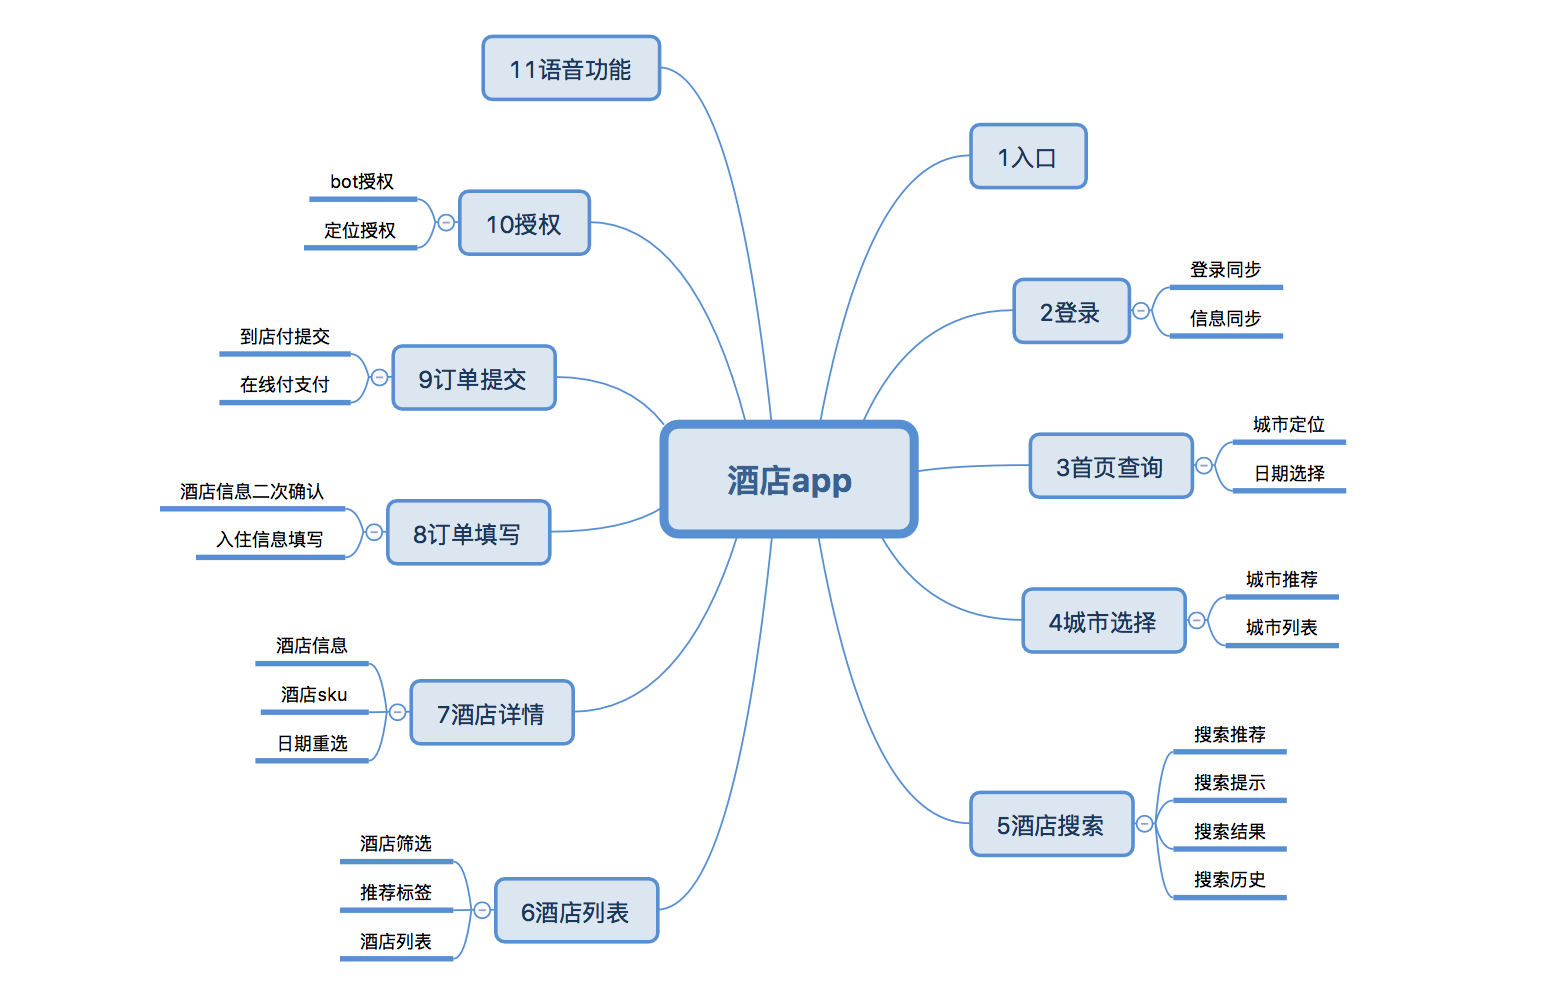 酒店app
1入口
2登录
登录同步
信息同步
3首页查询
城市定位
日期选择
4城市选择
城市推荐
城市列表
5酒店搜索
搜索推荐
搜索提示
搜索结果
搜索历史
6酒店列表
酒店筛选
推荐标签
酒店列表
7酒店详情
酒店信息
酒店sku
日期重选
8订单填写
酒店信息二次确认
入住信息填写
9订单提交
到店付提交
在线付支付
10授权
bot授权
定位授权
11语音功能